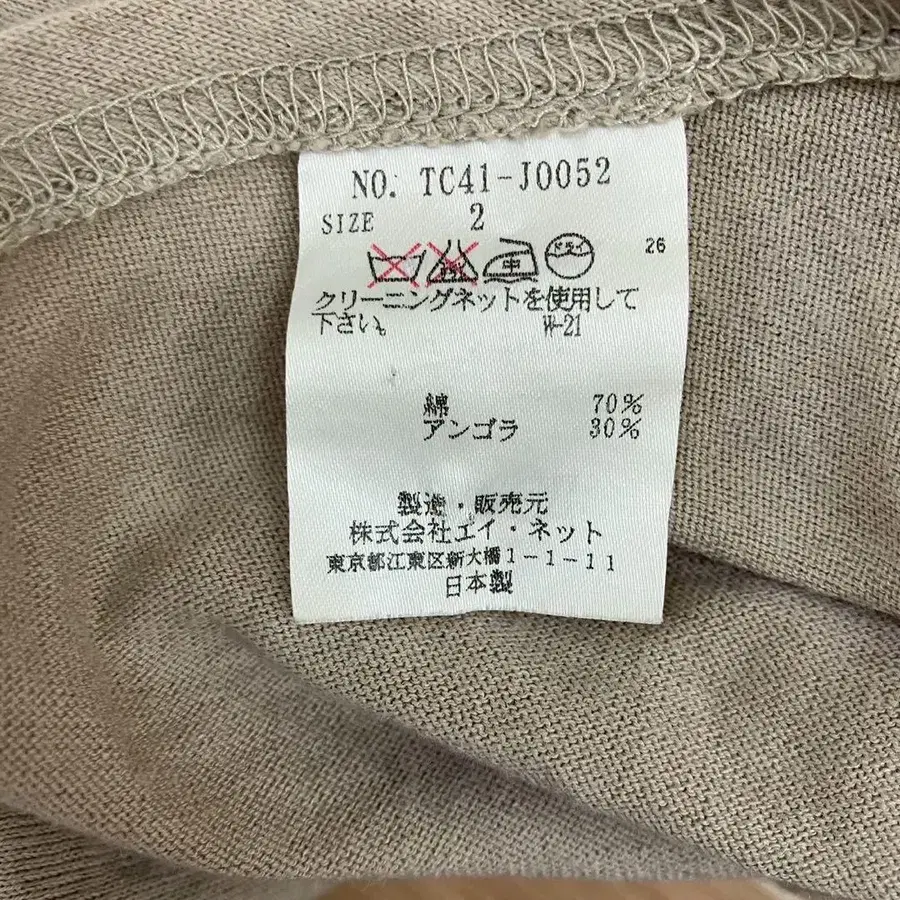 NO. TC41-J0052
SIZE 2
中 ドライ 26
クリーニングネットを使用して
下さい。 W-21
綿 70%
アンゴラ 30%
製造・販売元
株式会社エイ・ネット
東京都江東区新大橋1-1-11
日本製